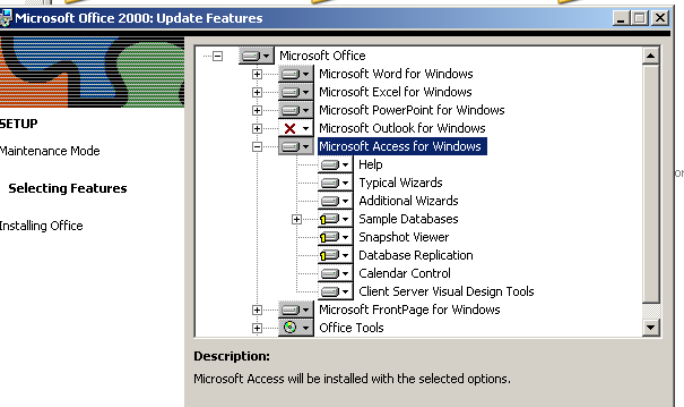 Microsoft Office 2000: Update Features
SETUP
Maintenance Mode
Selecting Features
Installing Office
Microsoft Office
Microsoft Word for Windows
Microsoft Excel for Windows
Microsoft PowerPoint for Windows
Microsoft Outlook for Windows
Microsoft Access for Windows
Help
Typical Wizards
Additional Wizards
Sample Databases
Snapshot Viewer
Database Replication
Calendar Control
Client Server Visual Design Tools
Microsoft FrontPage for Windows
Office Tools
Description:
Microsoft Access will be installed with the selected options.